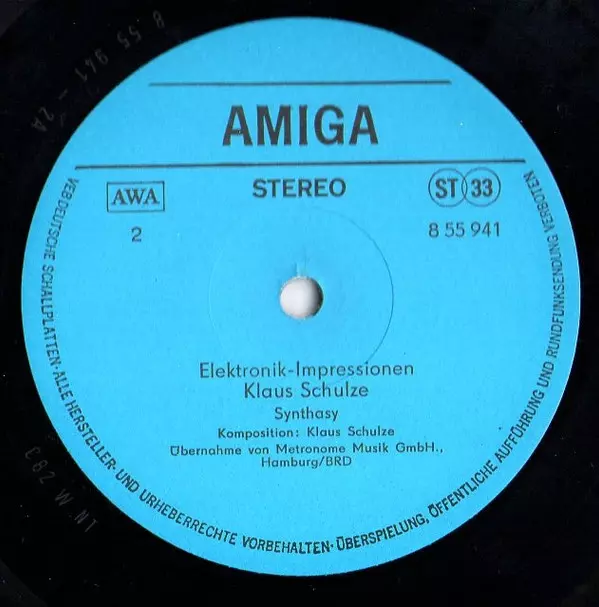 AMIGA
AWA
STEREO
ST 33
2
8 55 941
Elektronik-Impressionen
Klaus Schulze
Synthasy
Komposition: Klaus Schulze
Übernahme von Metronome Musik GmbH.,
Hamburg/BRD
VEB DEUTSCHE SCHALLPLATTEN·ALLE HERSTELLER- UND URHEBERRECHTE VORBEHALTEN·ÜBERSPIELUNG, ÖFFENTLICHE AUFFÜHRUNG UND RUNDFUNKSENDUNG VERBOTEN
8 55 941 - 2A